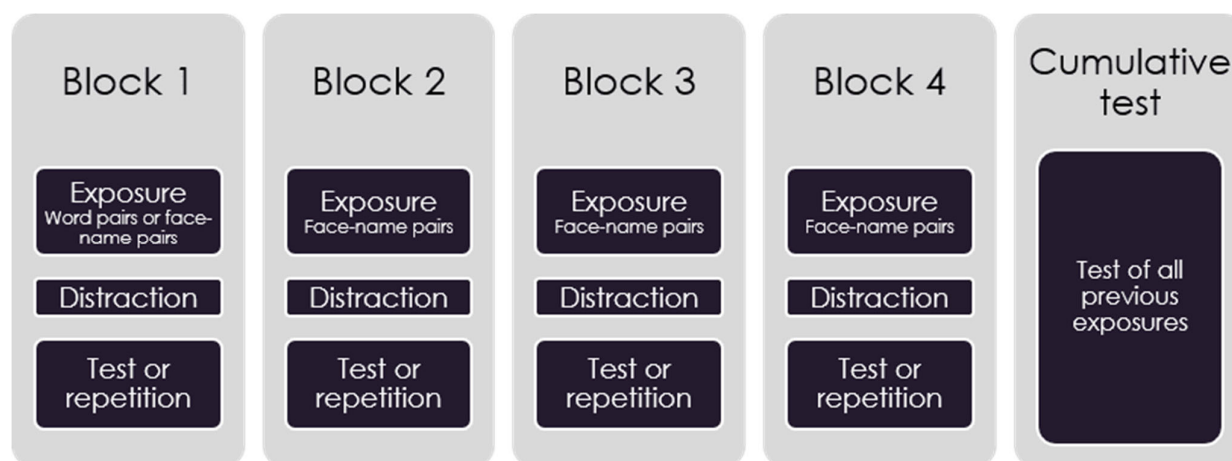 Block 1
Exposure
Word pairs or face-
name pairs
Distraction
Test or
repetition
Block 2
Exposure
Face-name pairs
Distraction
Test or
repetition
Block 3
Exposure
Face-name pairs
Distraction
Test or
repetition
Block 4
Exposure
Face-name pairs
Distraction
Test or
repetition
Cumulative
test
Test of all
previous
exposures